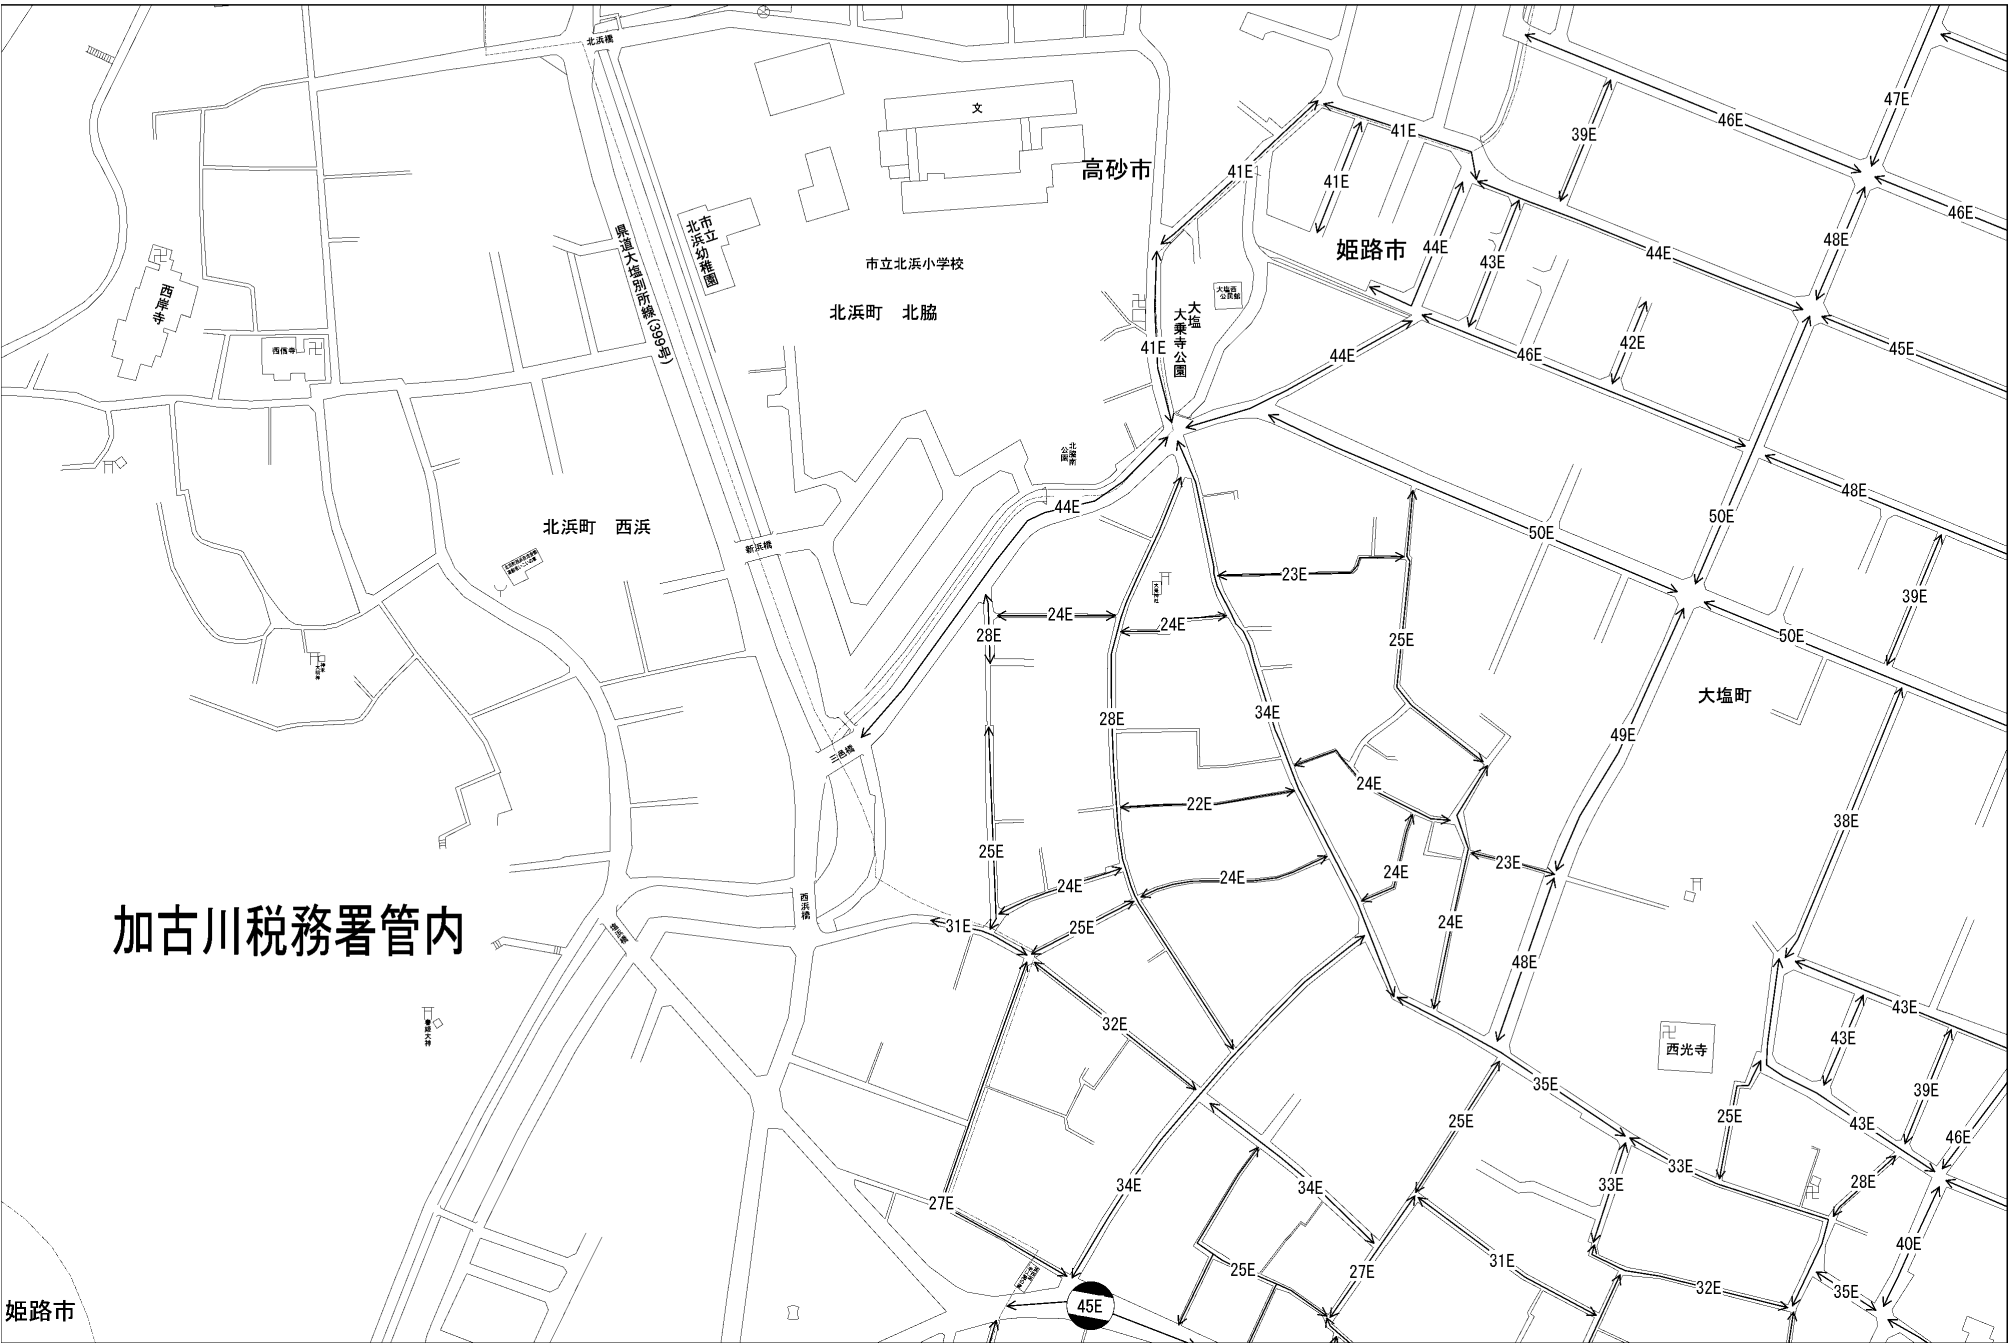 北浜橋
文
高砂市
47E
46E
41E
39E
41E
41E
46E
48E
44E
44E
43E
姫路市
市立
北浜幼稚園
県道大塩別所線(399号)
市立北浜小学校
北浜町 北脇
西岸寺
西信寺
大塩西
公民館
大塩
大乗寺公園
41E
44E
46E
42E
45E
北脇南
公園
44E
48E
50E
50E
北浜町 西浜
新浜橋
23E
39E
24E
24E
28E
25E
50E
大塩町
28E
34E
49E
三邑橋
24E
22E
38E
25E
23E
24E
24E
24E
24E
西浜橋
31E
25E
加古川税務署管内
48E
43E
32E
43E
西光寺
35E
39E
25E
25E
43E
46E
33E
33E
28E
34E
34E
27E
40E
31E
25E
27E
32E
35E
45E
姫路市